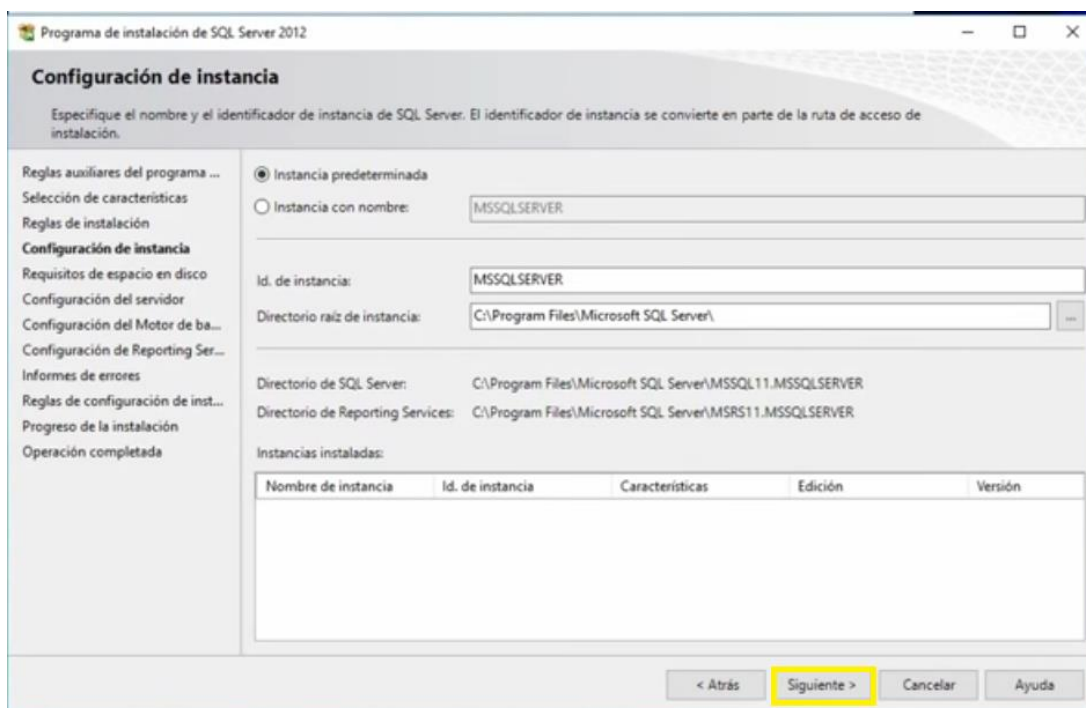 Programa de instalación de SQL Server 2012
Configuración de instancia
Especifique el nombre y el identificador de instancia de SQL Server. El identificador de instancia se convierte en parte de la ruta de acceso de
instalación.
Reglas auxiliares del programa ...
Selección de características
Reglas de instalación
Configuración de instancia
Requisitos de espacio en disco
Configuración del servidor
Configuración del Motor de ba...
Configuración de Reporting Ser...
Informes de errores
Reglas de configuración de inst...
Progreso de la instalación
Operación completada
Instancia predeterminada
Instancia con nombre: MSSQLSERVER
Id. de instancia: MSSQLSERVER
Directorio raíz de instancia: C:\Program Files\Microsoft SQL Server\ ...
Directorio de SQL Server: C:\Program Files\Microsoft SQL Server\MSSQL11.MSSQLSERVER
Directorio de Reporting Services: C:\Program Files\Microsoft SQL Server\MSRS11.MSSQLSERVER
Instancias instaladas:
Nombre de instancia Id. de instancia Características Edición Versión
< Atrás Siguiente > Cancelar Ayuda